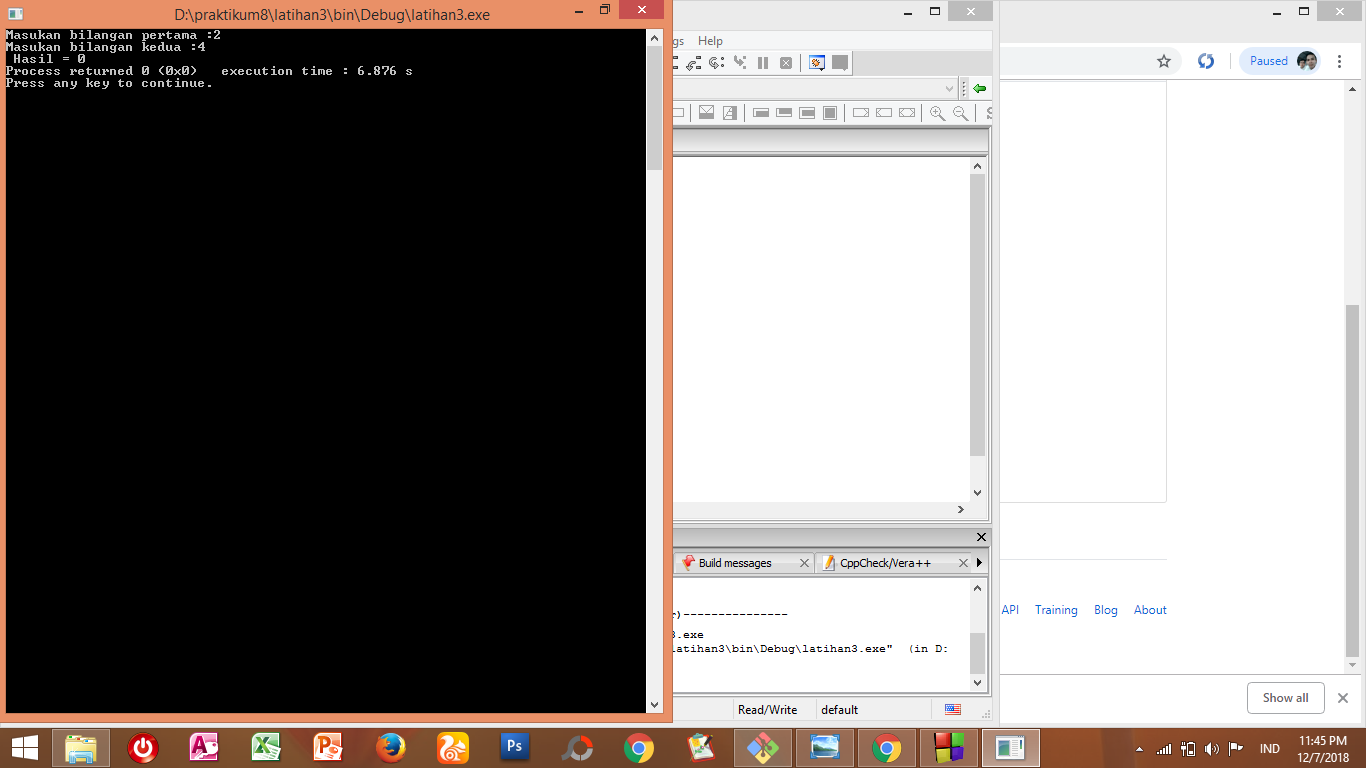 D:\praktikum8\latihan3\bin\Debug\latihan3.exe
Masukan bilangan pertama :2
Masukan bilangan kedua :4
Hasil = 0
Process returned 0 (0x0)   execution time : 6.876 s
Press any key to continue.
gs Help
Paused
Build messages
CppCheck/Vera++
)---------------
3.exe
latihan3\bin\Debug\latihan3.exe"  (in D:
Read/Write default
API Training Blog About
Show all
IND
11:45 PM
12/7/2018